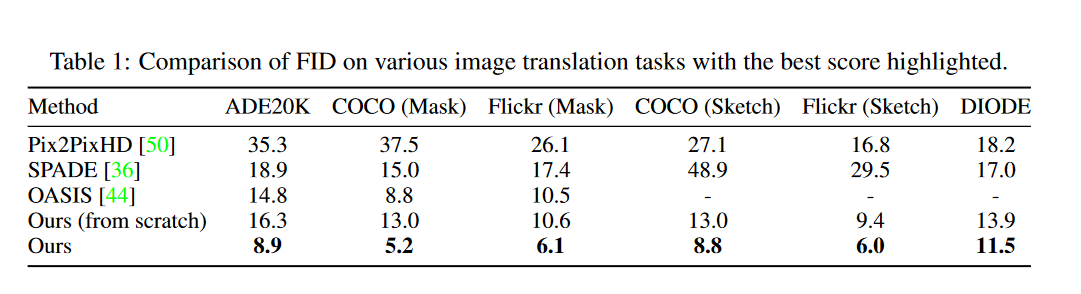 Table 1: Comparison of FID on various image translation tasks with the best score highlighted.
Method ADE20K COCO (Mask) Flickr (Mask) COCO (Sketch) Flickr (Sketch) DIODE
Pix2PixHD [50] 35.3 37.5 26.1 27.1 16.8 18.2
SPADE [36] 18.9 15.0 17.4 48.9 29.5 17.0
OASIS [44] 14.8 8.8 10.5 - - -
Ours (from scratch) 16.3 13.0 10.6 13.0 9.4 13.9
Ours 8.9 5.2 6.1 8.8 6.0 11.5